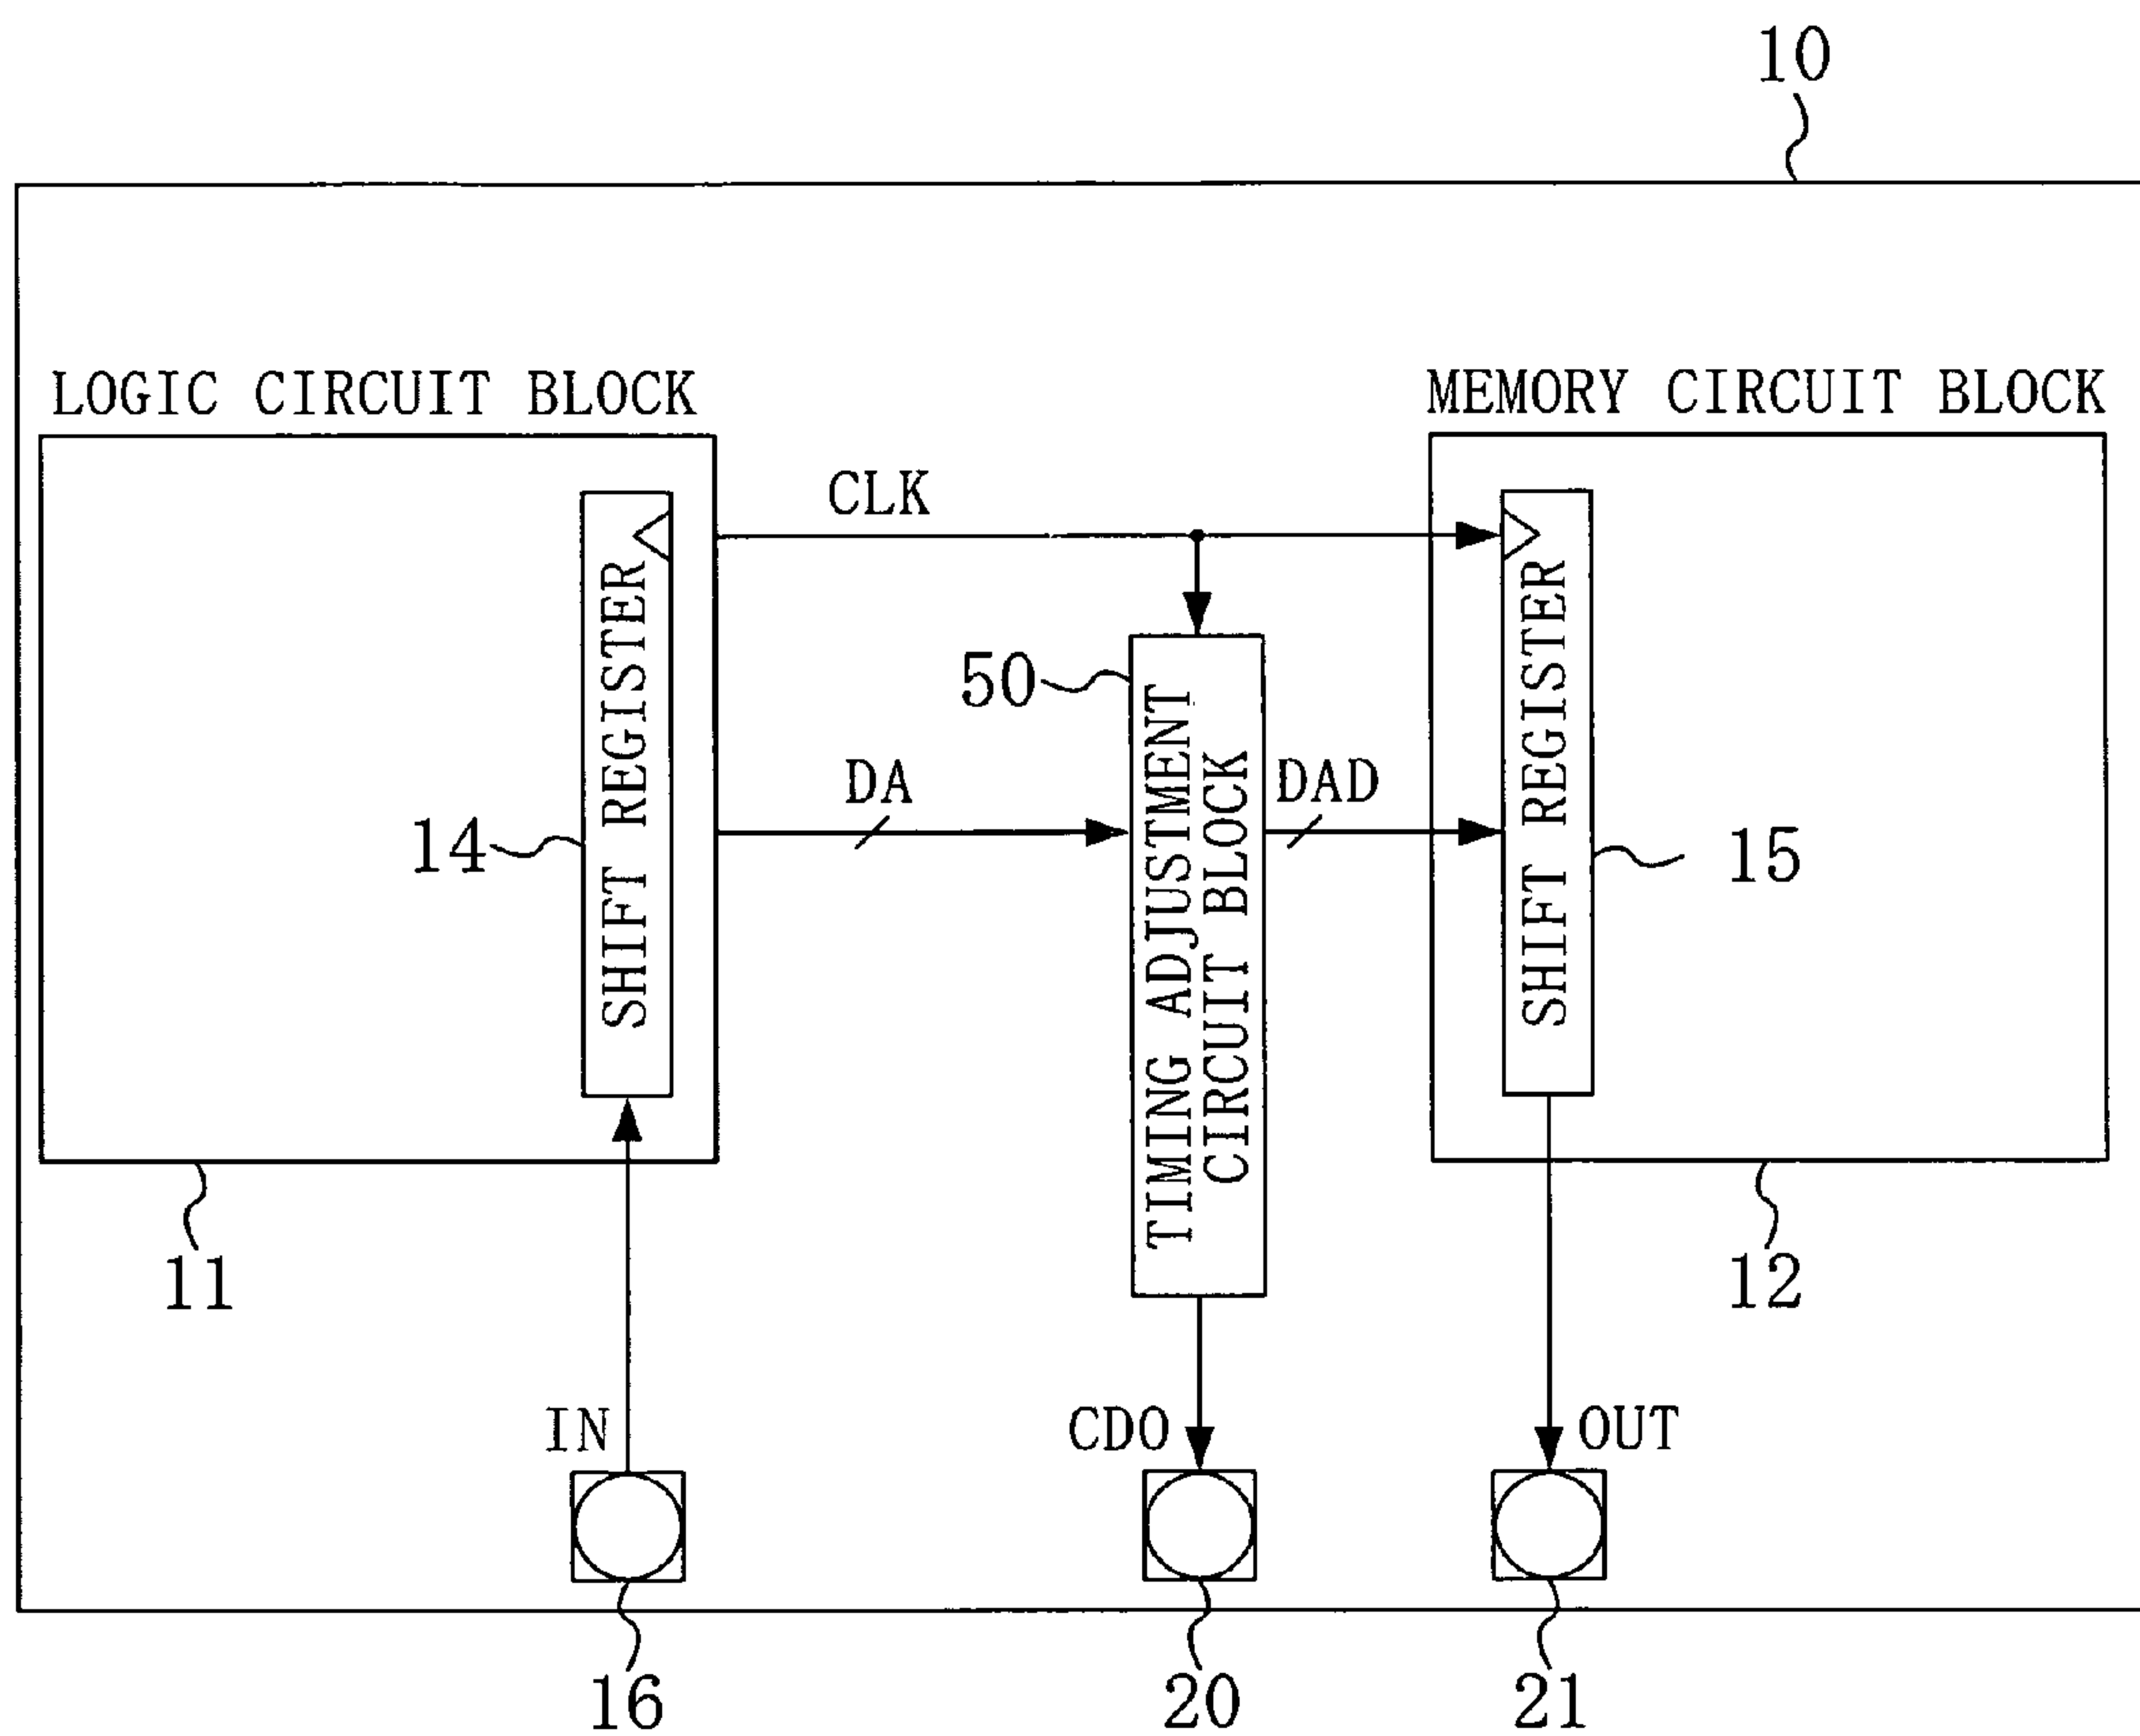 10
LOGIC CIRCUIT BLOCK
MEMORY CIRCUIT BLOCK
CLK
SHIFT REGISTER
SHIFT REGISTER
50
TIMING ADJUSTMENT
CIRCUIT BLOCK
DA
DAD
14
15
11
12
IN
CDO
OUT
16
20
21